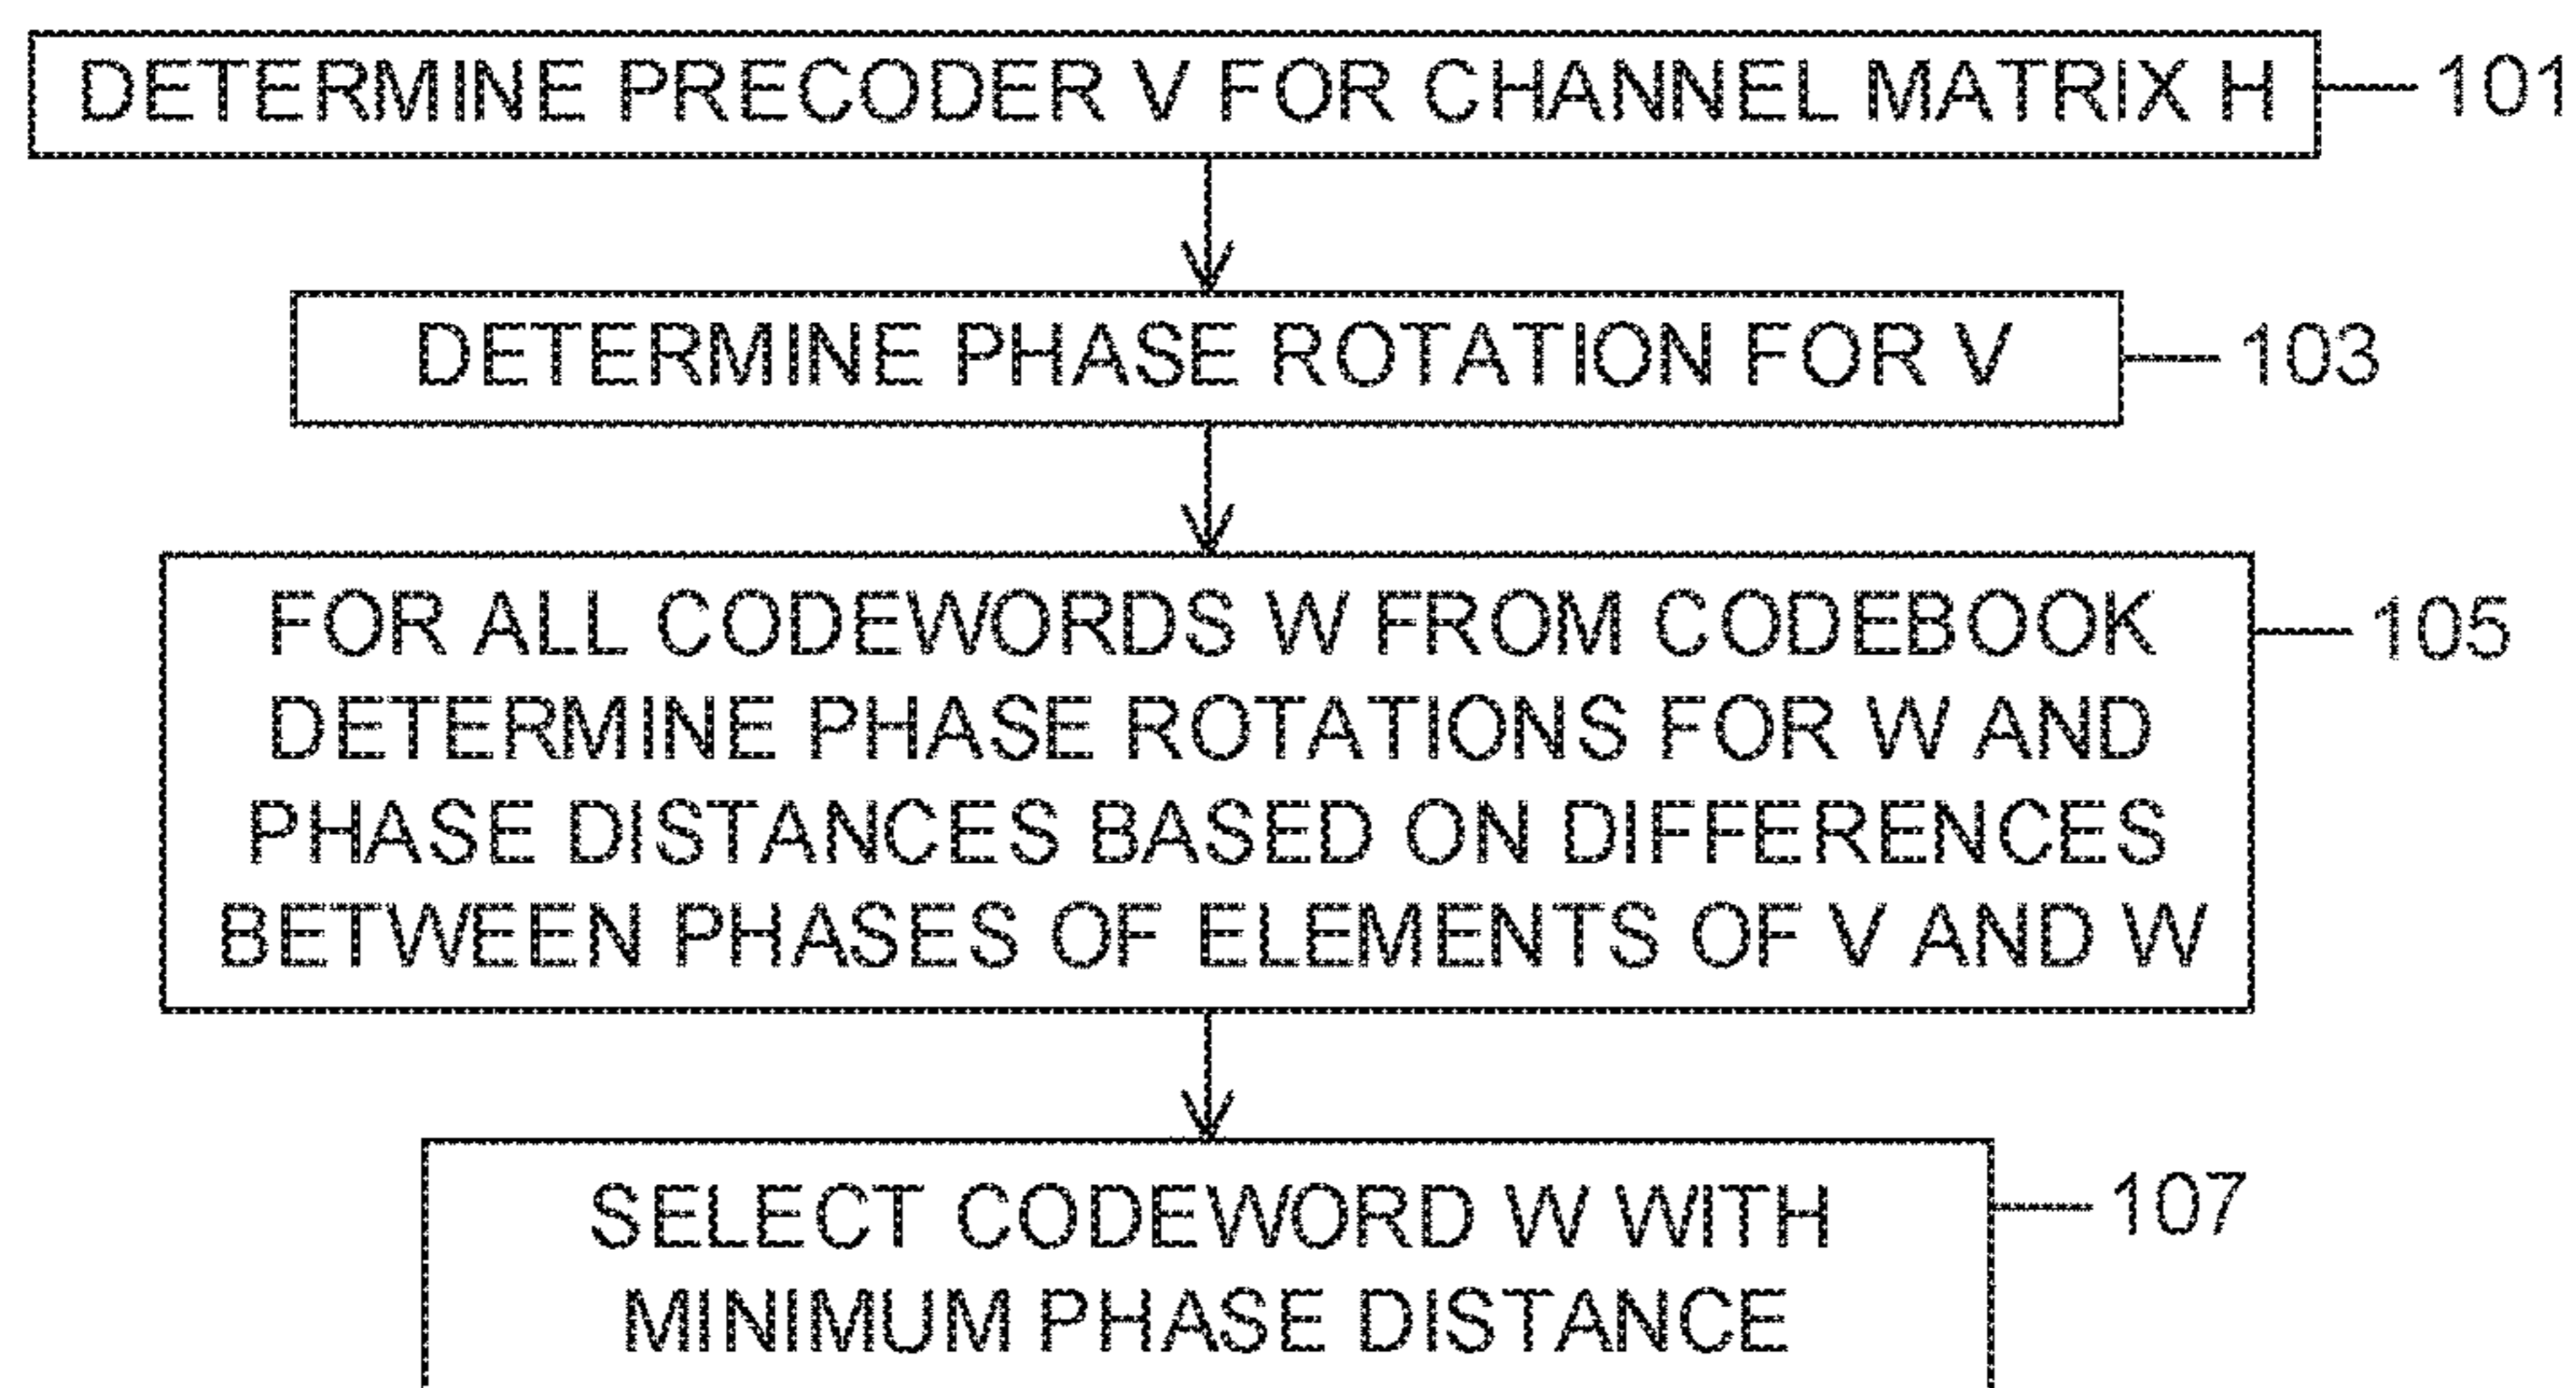 DETERMINE PRECODER V FOR CHANNEL MATRIX H 101
DETERMINE PHASE ROTATION FOR V 103
FOR ALL CODEWORDS W FROM CODEBOOK 105
DETERMINE PHASE ROTATIONS FOR W AND
PHASE DISTANCES BASED ON DIFFERENCES
BETWEEN PHASES OF ELEMENTS OF V AND W
SELECT CODEWORD W WITH 107
MINIMUM PHASE DISTANCE